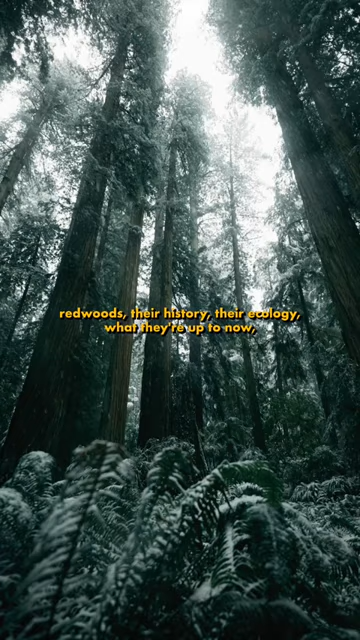 redwoods, their history, their ecology,
what they're up to now,